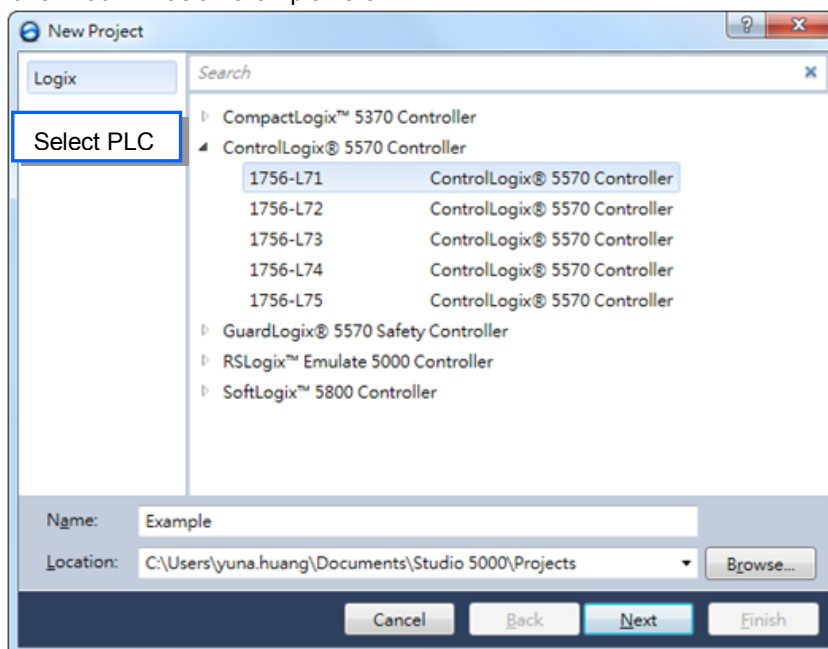 New Project
Logix
Search
Select PLC
CompactLogix™ 5370 Controller
ControlLogix® 5570 Controller
1756-L71 ControlLogix® 5570 Controller
1756-L72 ControlLogix® 5570 Controller
1756-L73 ControlLogix® 5570 Controller
1756-L74 ControlLogix® 5570 Controller
1756-L75 ControlLogix® 5570 Controller
GuardLogix® 5570 Safety Controller
RSLogix™ Emulate 5000 Controller
SoftLogix™ 5800 Controller
Name: Example
Location: C:\Users\yuna.huang\Documents\Studio 5000\Projects Browse...
Cancel Back Next Finish